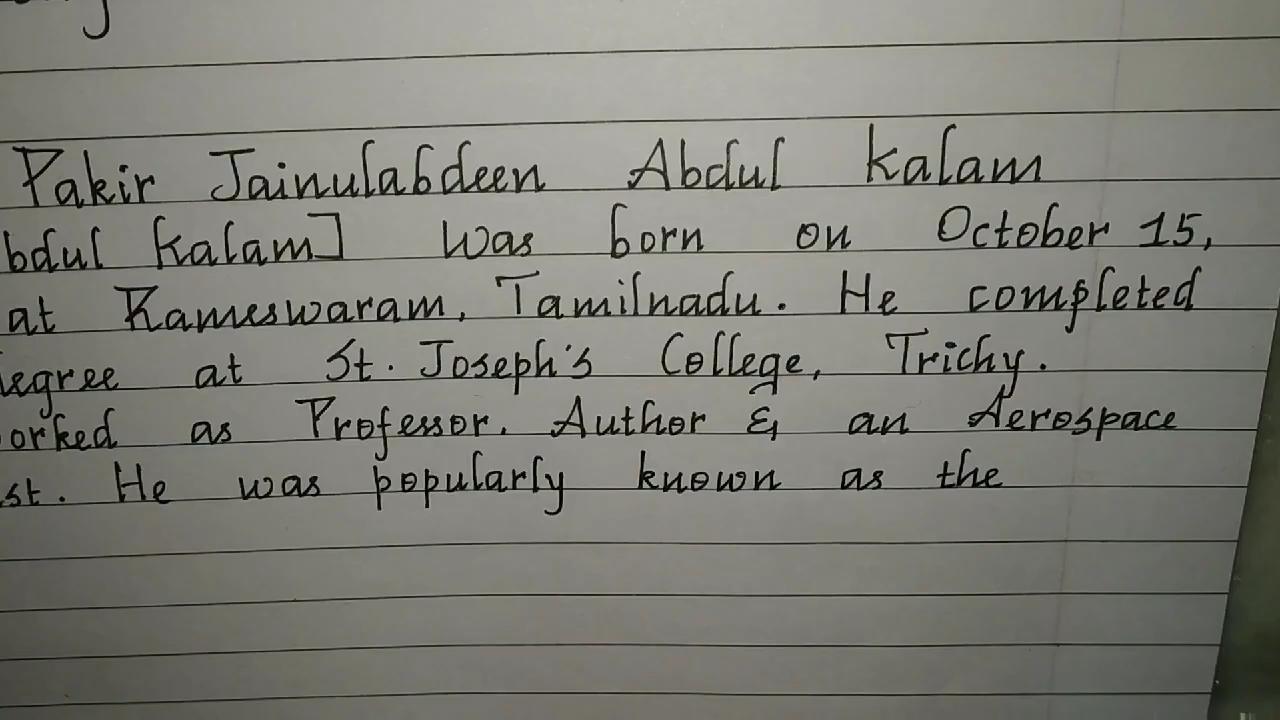 Pakir Jainulabdeen Abdul Kalam
bdul Kalam] was born on October 15,
at Rameswaram, Tamilnadu. He completed
egree at St. Joseph's College, Trichy.
orked as Professor, Author & an Aerospace
st. He was popularly known as the